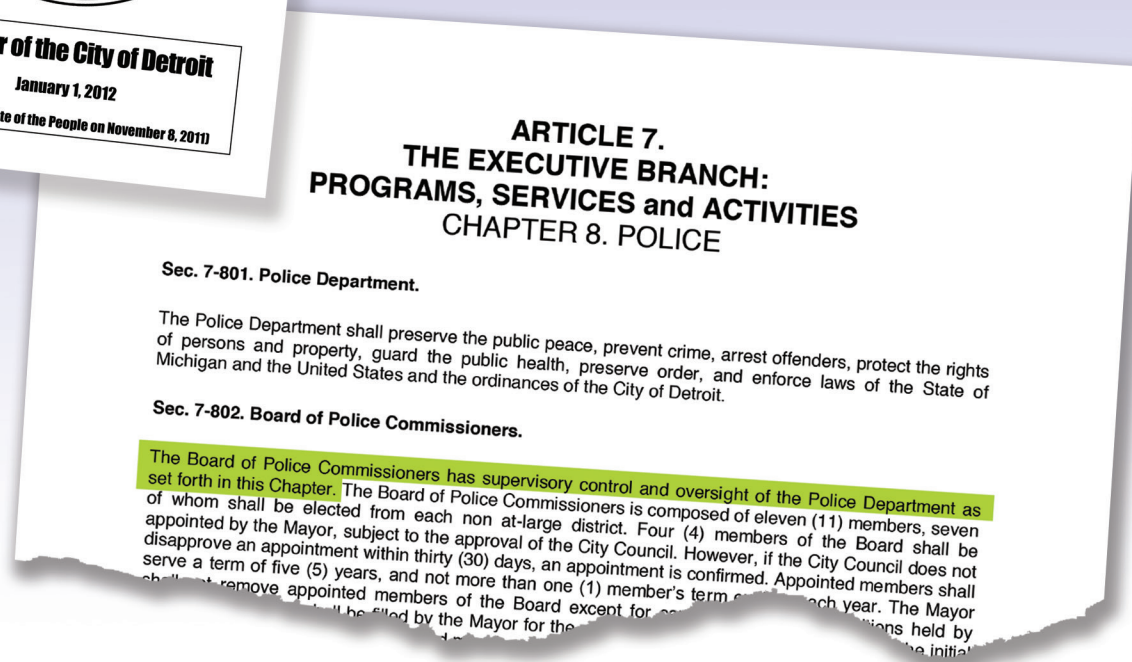 r of the City of Detroit
January 1, 2012
te of the People on November 8, 2011)
ARTICLE 7.
THE EXECUTIVE BRANCH:
PROGRAMS, SERVICES and ACTIVITIES
CHAPTER 8. POLICE
Sec. 7-801. Police Department.
The Police Department shall preserve the public peace, prevent crime, arrest offenders, protect the rights
of persons and property, guard the public health, preserve order, and enforce laws of the State of
Michigan and the United States and the ordinances of the City of Detroit.
Sec. 7-802. Board of Police Commissioners.
The Board of Police Commissioners has supervisory control and oversight of the Police Department as
set forth in this Chapter. The Board of Police Commissioners is composed of eleven (11) members, seven
of whom shall be elected from each non at-large district. Four (4) members of the Board shall be
appointed by the Mayor, subject to the approval of the City Council. However, if the City Council does not
disapprove an appointment within thirty (30) days, an appointment is confirmed. Appointed members shall
serve a term of five (5) years, and not more than one (1) member's term each year. The Mayor
remove appointed members of the Board except for held by
by the Mayor for the initial